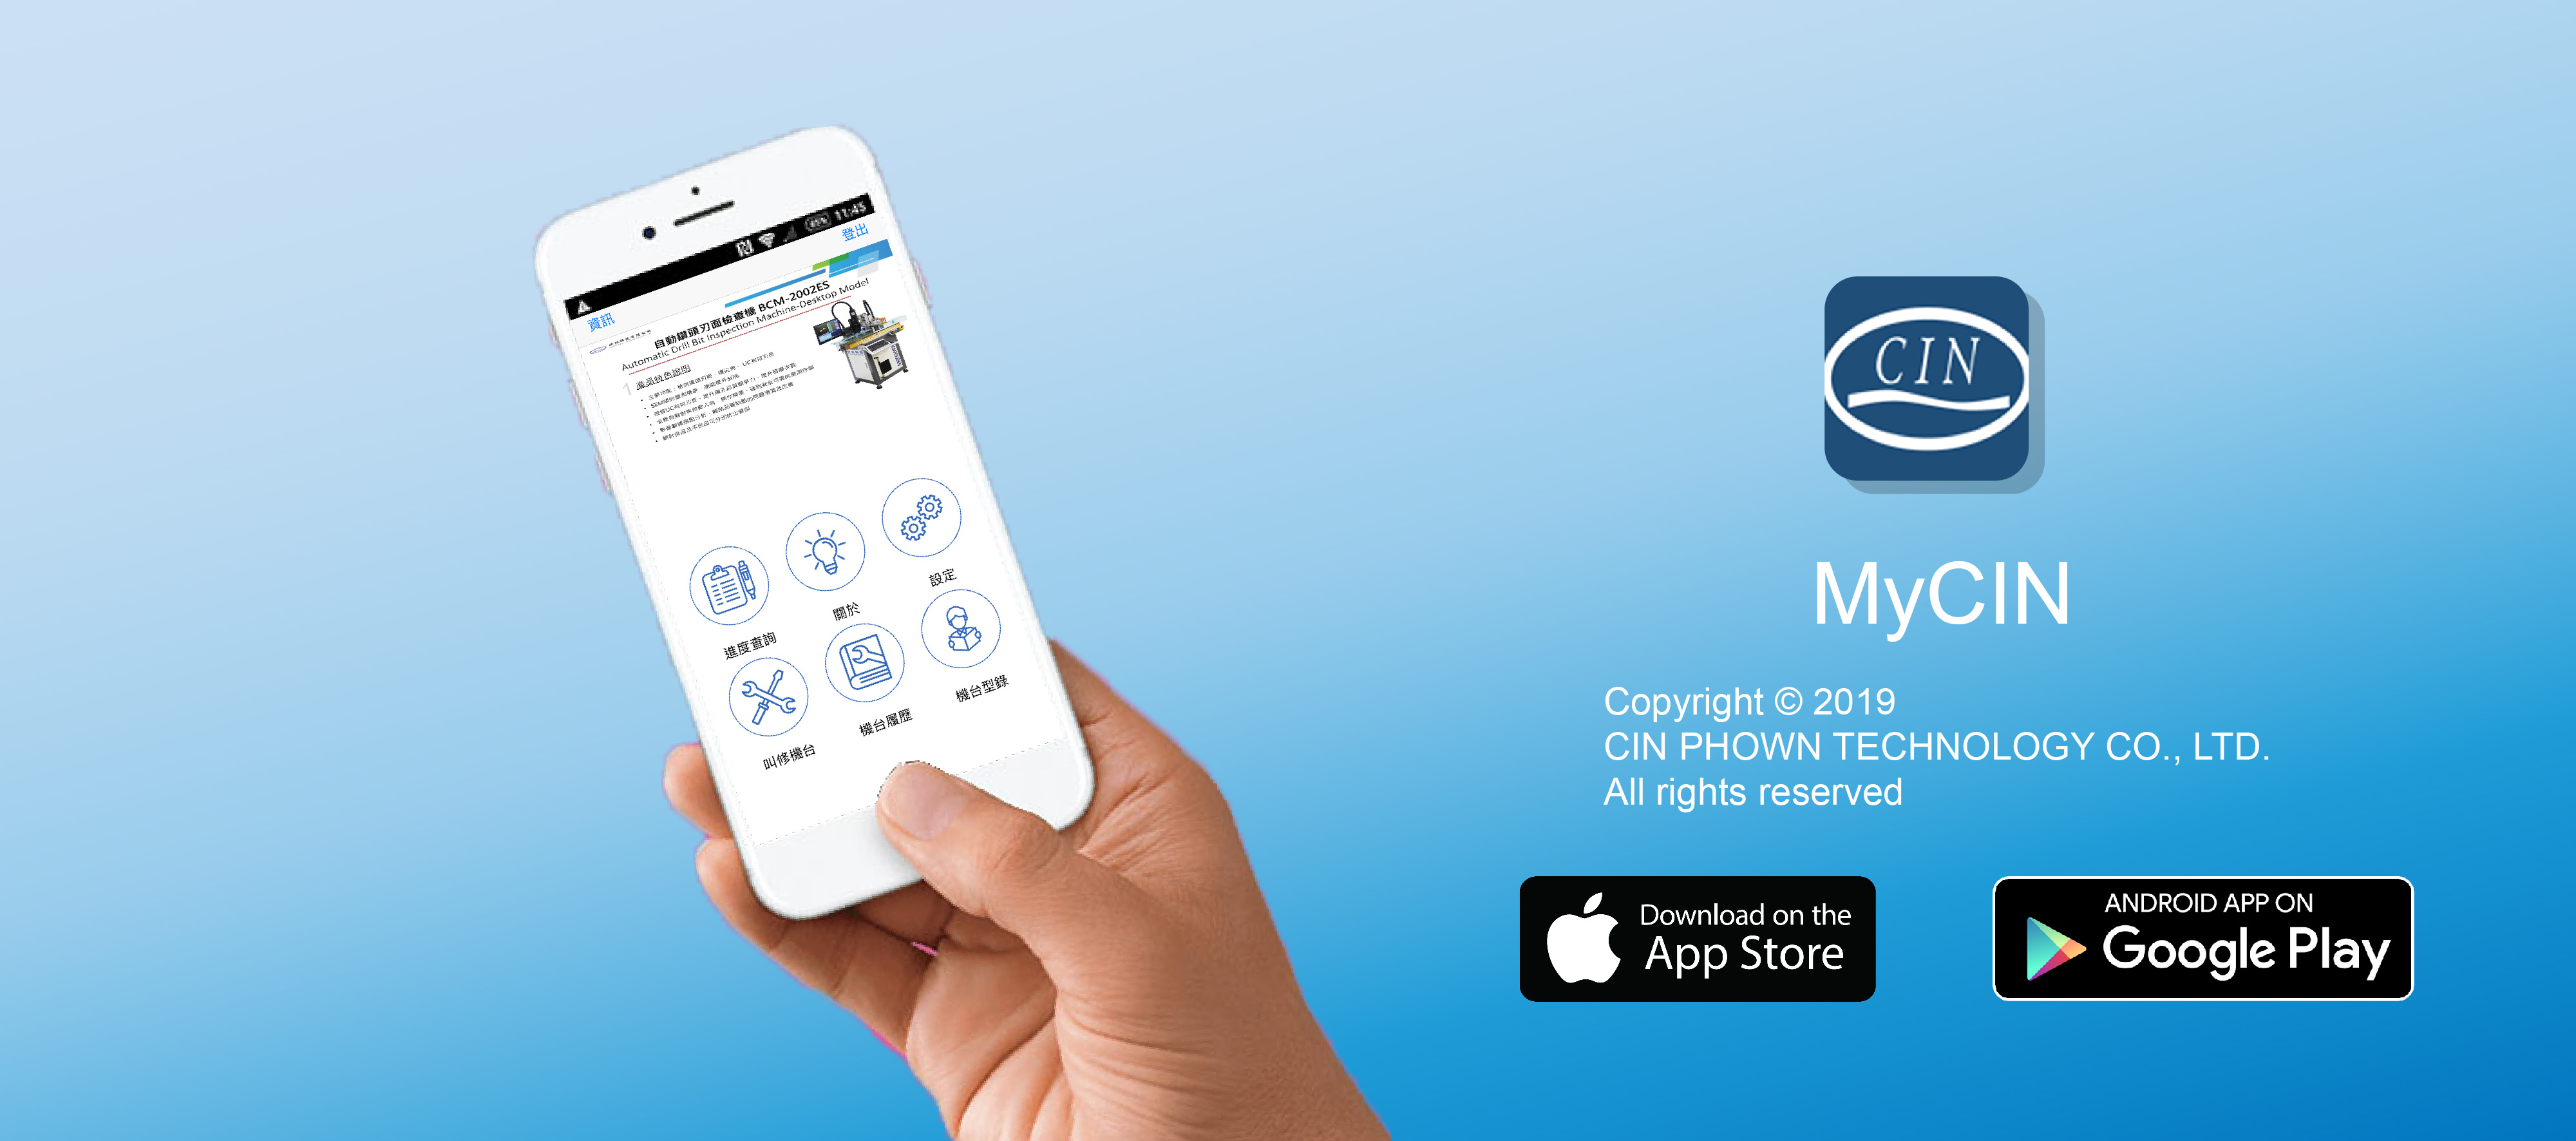 11:45
資訊
登出
自動鑽頭刃面檢查機 BCM-2002ES
Automatic Drill Bit Inspection Machine-Desktop Model
1 產品特色說明
進度查詢
關於
設定
叫修機台
機台履歷
機台型錄
CIN
MyCIN
Copyright © 2019
CIN PHOWN TECHNOLOGY CO., LTD.
All rights reserved
Download on the
App Store
ANDROID APP ON
Google Play